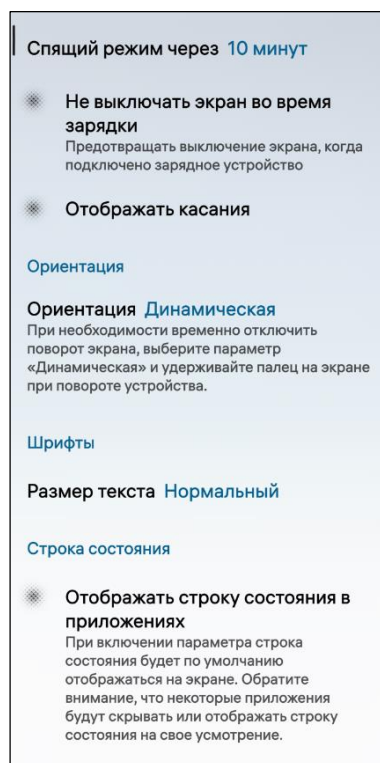 Спящий режим через 10 минут
Не выключать экран во время
зарядки
Предотвращать выключение экрана, когда
подключено зарядное устройство
Отображать касания
Ориентация
Ориентация Динамическая
При необходимости временно отключить
поворот экрана, выберите параметр
«Динамическая» и удерживайте палец на экране
при повороте устройства.
Шрифты
Размер текста Нормальный
Строка состояния
Отображать строку состояния в
приложениях
При включении параметра строка
состояния будет по умолчанию
отображаться на экране. Обратите
внимание, что некоторые приложения
будут скрывать или отображать строку
состояния на свое усмотрение.